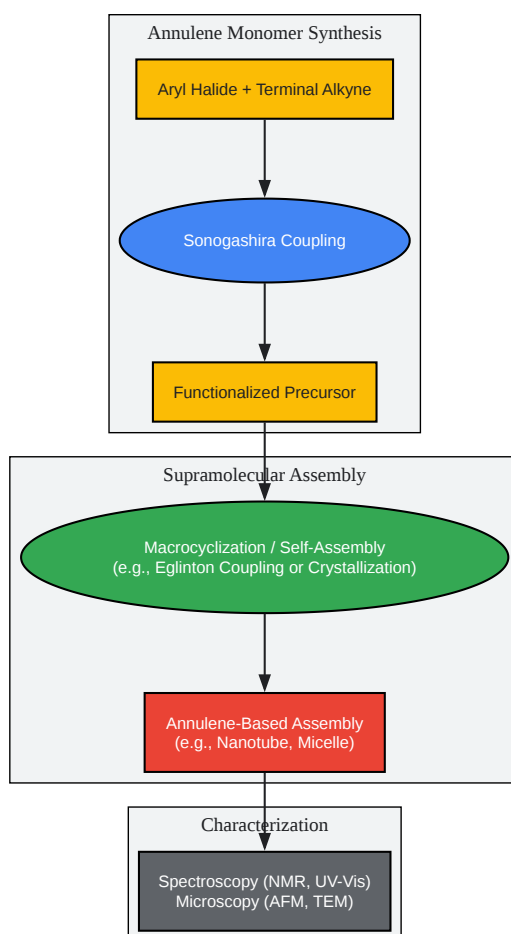 Annulene Monomer Synthesis
Aryl Halide + Terminal Alkyne
Sonogashira Coupling
Functionalized Precursor
Supramolecular Assembly
Macrocyclization / Self-Assembly
(e.g., Eglinton Coupling or Crystallization)
Annulene-Based Assembly
(e.g., Nanotube, Micelle)
Characterization
Spectroscopy (NMR, UV-Vis)
Microscopy (AFM, TEM)